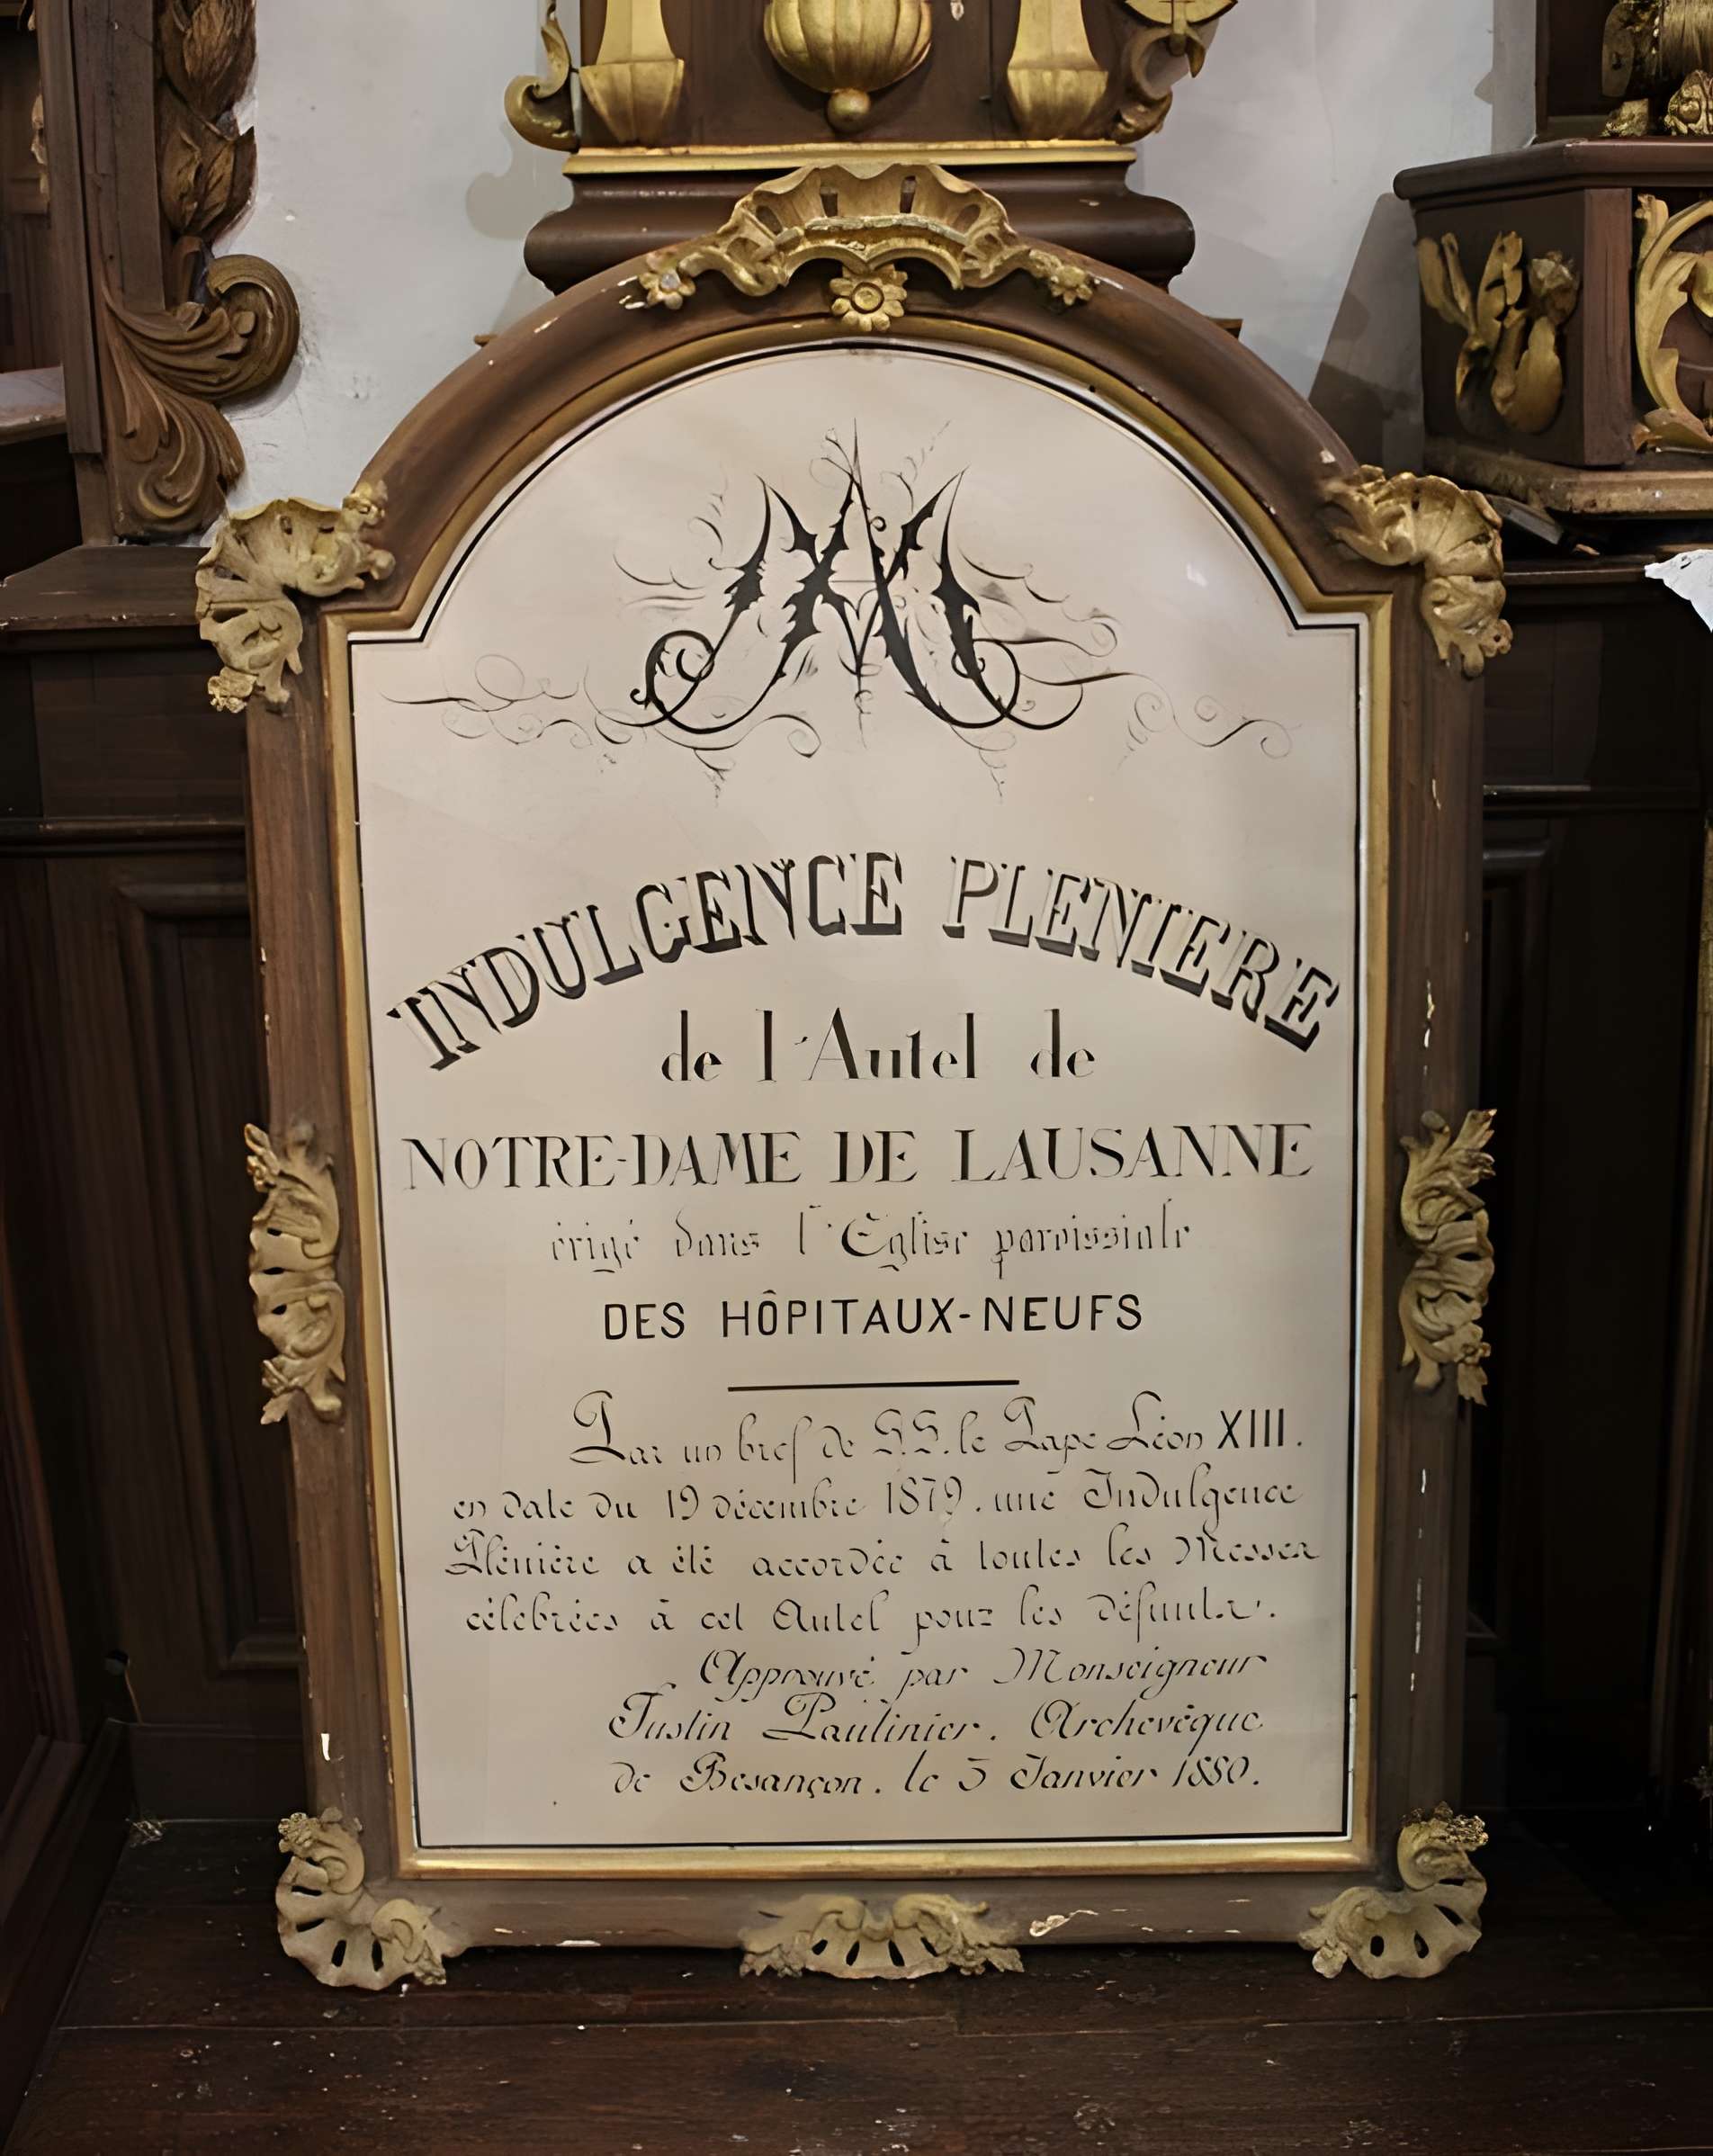 INDULGENCE PLENIERE
de l'Autel de
NOTRE-DAME DE LAUSANNE
érigé dans l'Eglise paroissiale
DES HÔPITAUX-NEUFS
Par un bref de S.S. le Pape Léon XIII.
en date du 19 décembre 1879. une Indulgence
Plénière a été accordée à toutes les Messes
célébrées à cet Autel pour les défunts.
Approuvé par Monseigneur
Justin Paulinier. Archevêque
de Besançon. le 5 Janvier 1880.